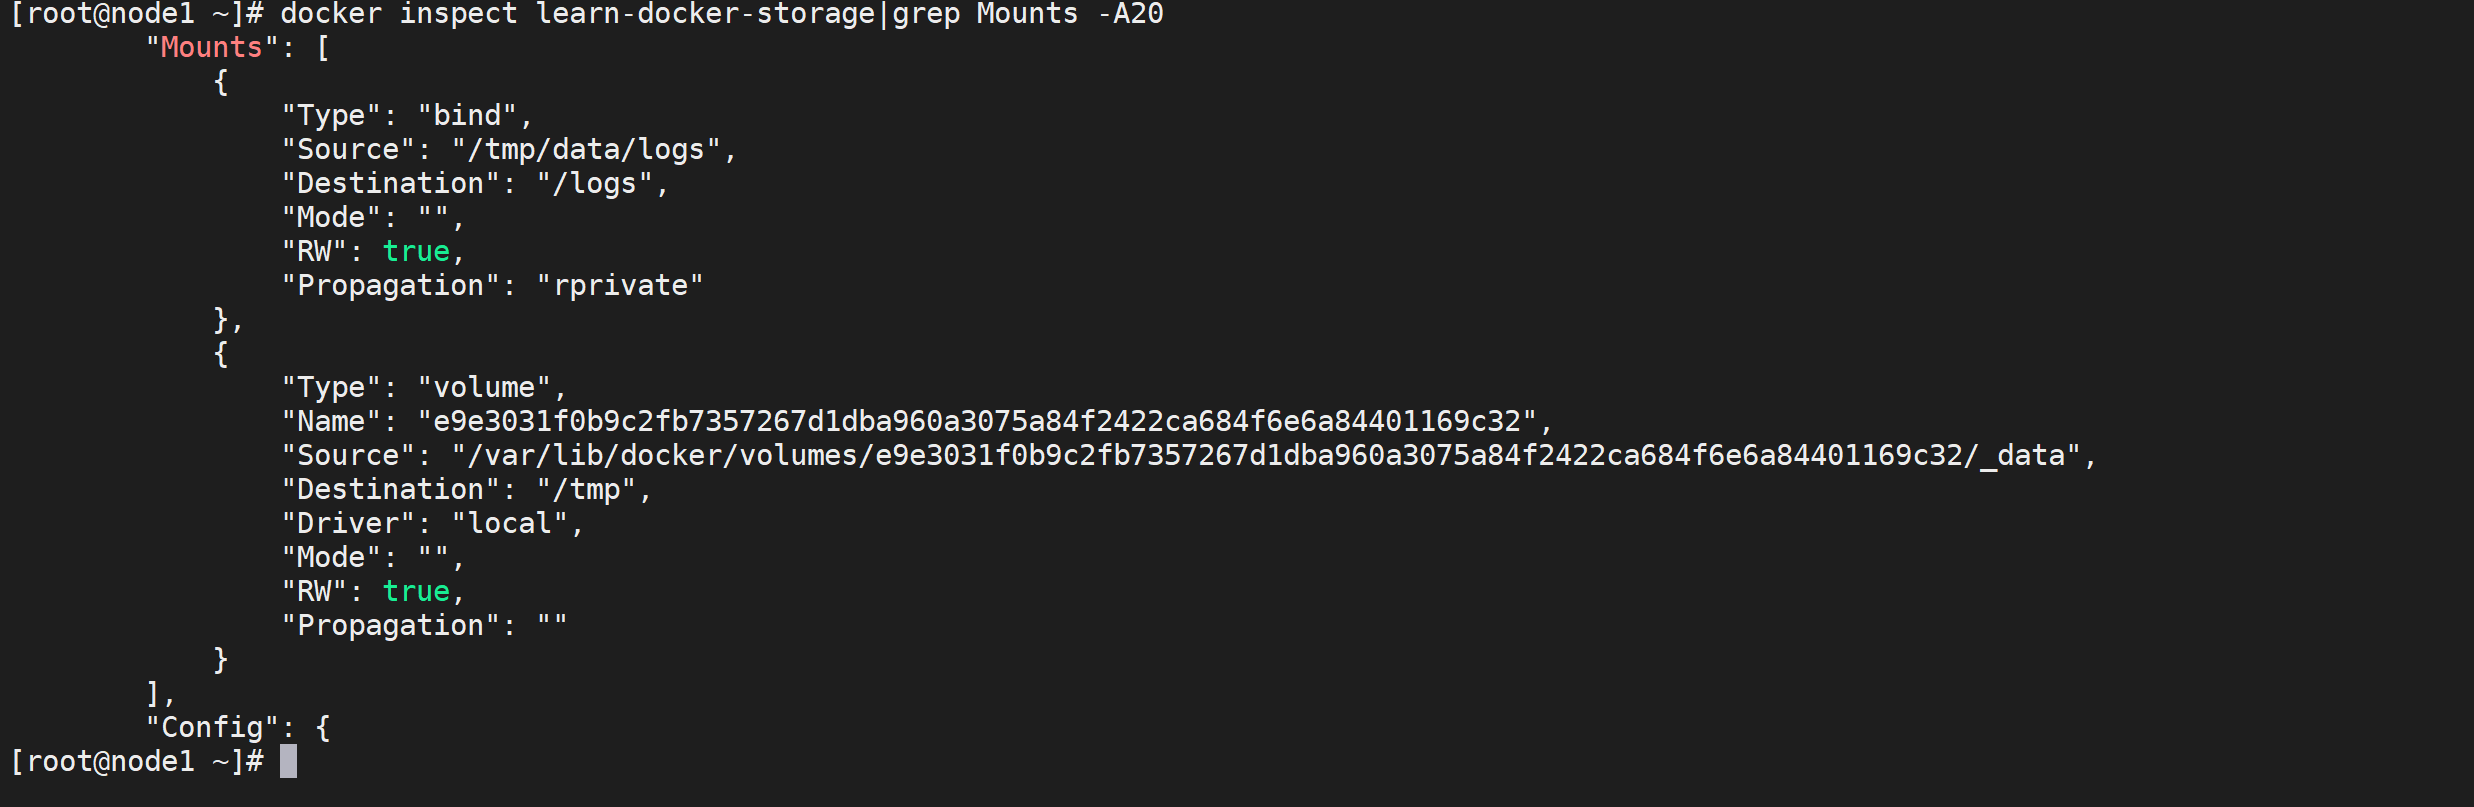 [root@node1 ~]# docker inspect learn-docker-storage|grep Mounts -A20
        "Mounts": [
            {
                "Type": "bind",
                "Source": "/tmp/data/logs",
                "Destination": "/logs",
                "Mode": "",
                "RW": true,
                "Propagation": "rprivate"
            },
            {
                "Type": "volume",
                "Name": "e9e3031f0b9c2fb7357267d1dba960a3075a84f2422ca684f6e6a84401169c32",
                "Source": "/var/lib/docker/volumes/e9e3031f0b9c2fb7357267d1dba960a3075a84f2422ca684f6e6a84401169c32/_data",
                "Destination": "/tmp",
                "Driver": "local",
                "Mode": "",
                "RW": true,
                "Propagation": ""
            }
        ],
        "Config": {
[root@node1 ~]#